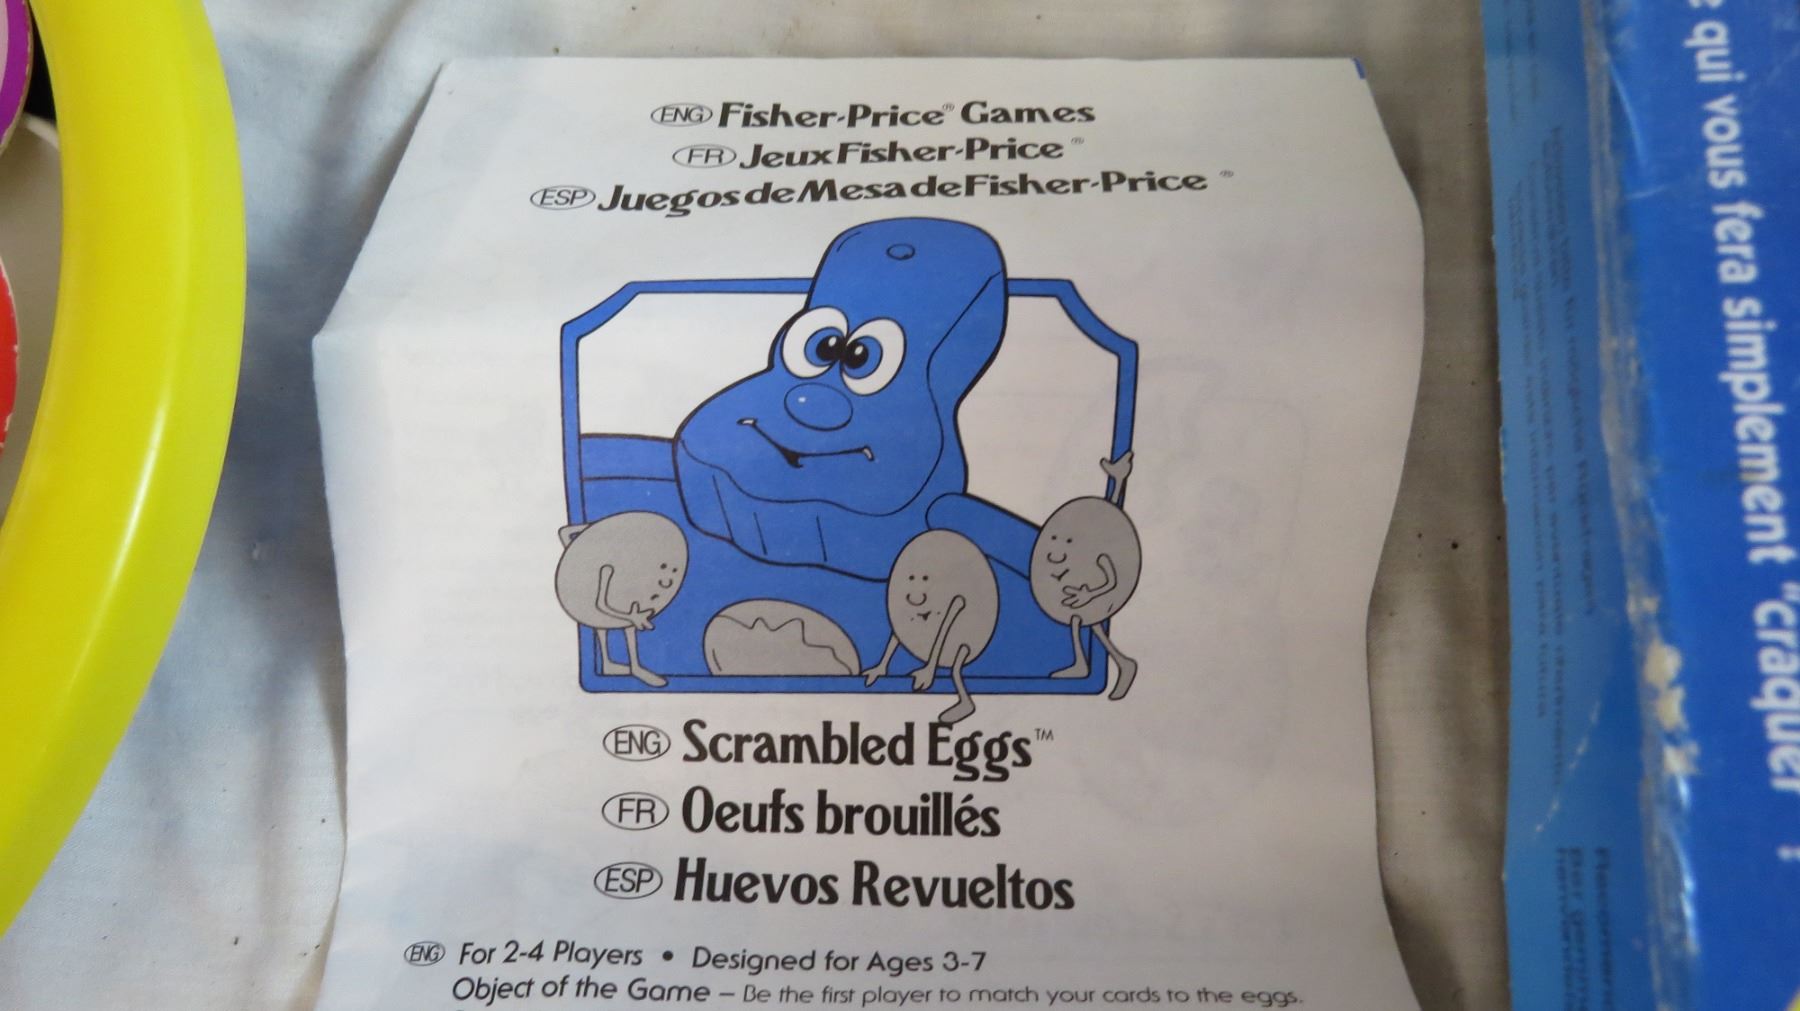 ENG Fisher-Price® Games
FR Jeux Fisher-Price®
ESP Juegos de Mesa de Fisher-Price®
ENG Scrambled Eggs™
FR Oeufs brouillés
ESP Huevos Revueltos
ENG For 2-4 Players • Designed for Ages 3-7
Object of the Game – Be the first player to match your cards to the eggs.
qui vous fera simplement "craquer" !